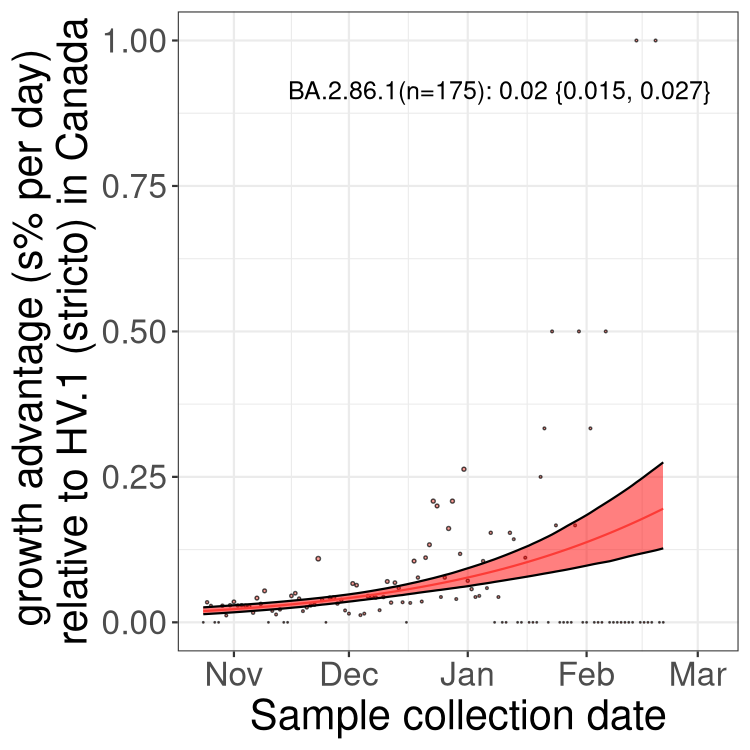 growth advantage (s% per day)
relative to HV.1 (stricto) in Canada
1.00
0.75
0.50
0.25
0.00
BA.2.86.1(n=175): 0.02 {0.015, 0.027}
Nov Dec Jan Feb Mar
Sample collection date